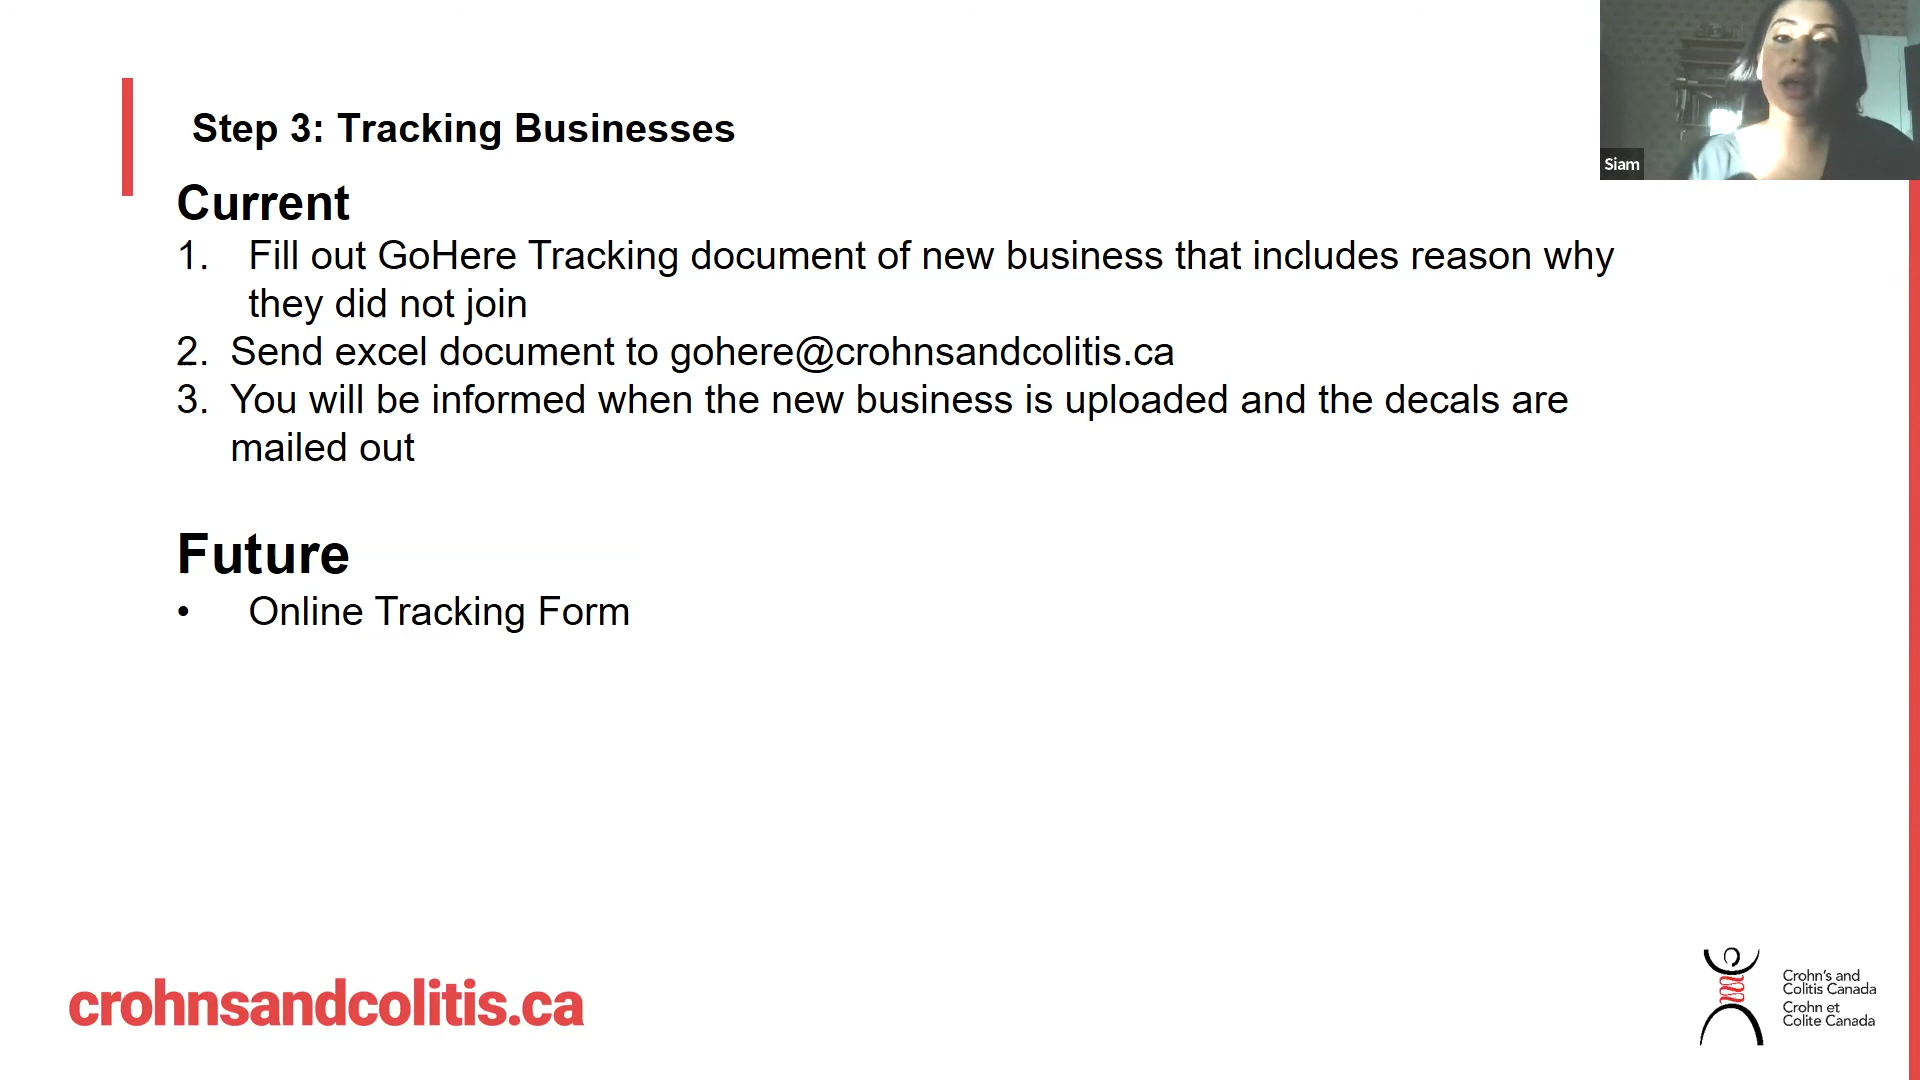 Step 3: Tracking Businesses
Siam
Current
1. Fill out GoHere Tracking document of new business that includes reason why
they did not join
2. Send excel document to gohere@crohnsandcolitis.ca
3. You will be informed when the new business is uploaded and the decals are
mailed out
Future
• Online Tracking Form
crohnsandcolitis.ca
Crohn's and
Colitis Canada
Crohn et
Colite Canada